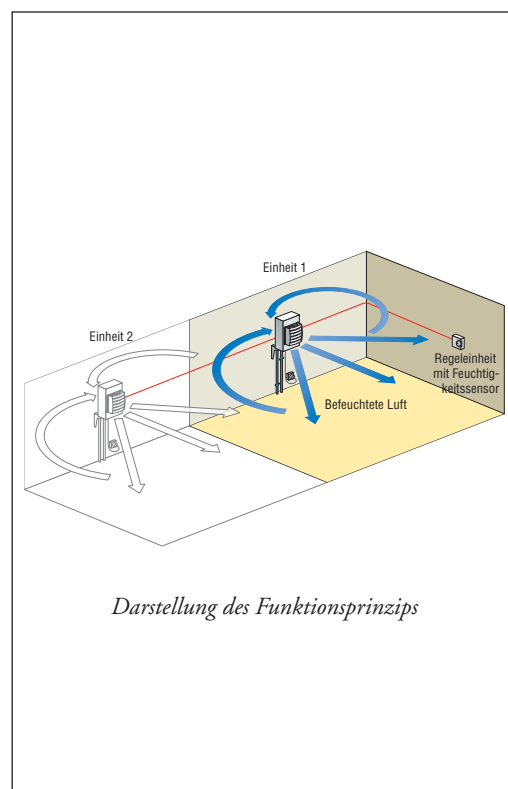 Einheit 1
Einheit 2
Regeleinheit
mit Feuchtig-
keitssensor
Befeuchtete Luft
Darstellung des Funktionsprinzips